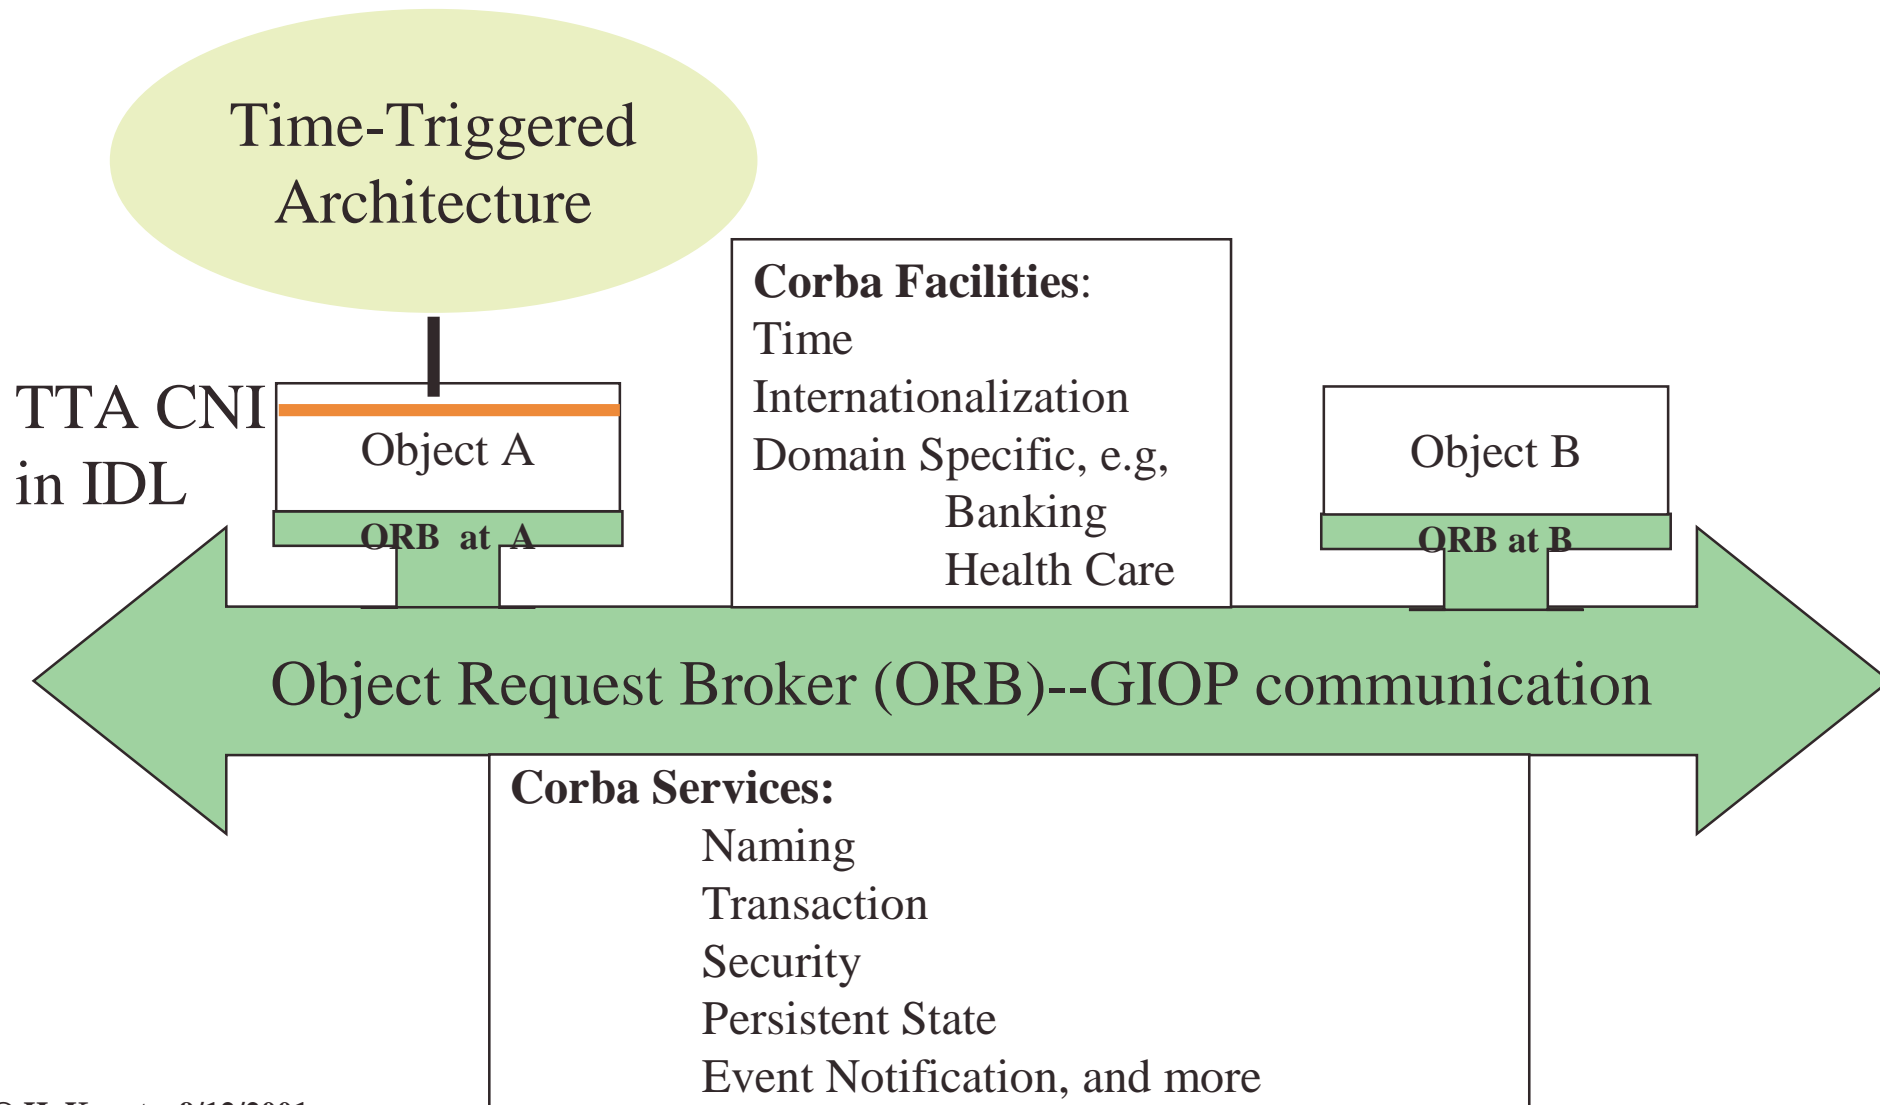 Time-Triggered
Architecture
Corba Facilities:
Time
Internationalization
Domain Specific, e.g,
Banking
Health Care
TTA CNI
in IDL
Object A
ORB at A
Object B
ORB at B
Object Request Broker (ORB)--GIOP communication
Corba Services:
Naming
Transaction
Security
Persistent State
Event Notification, and more